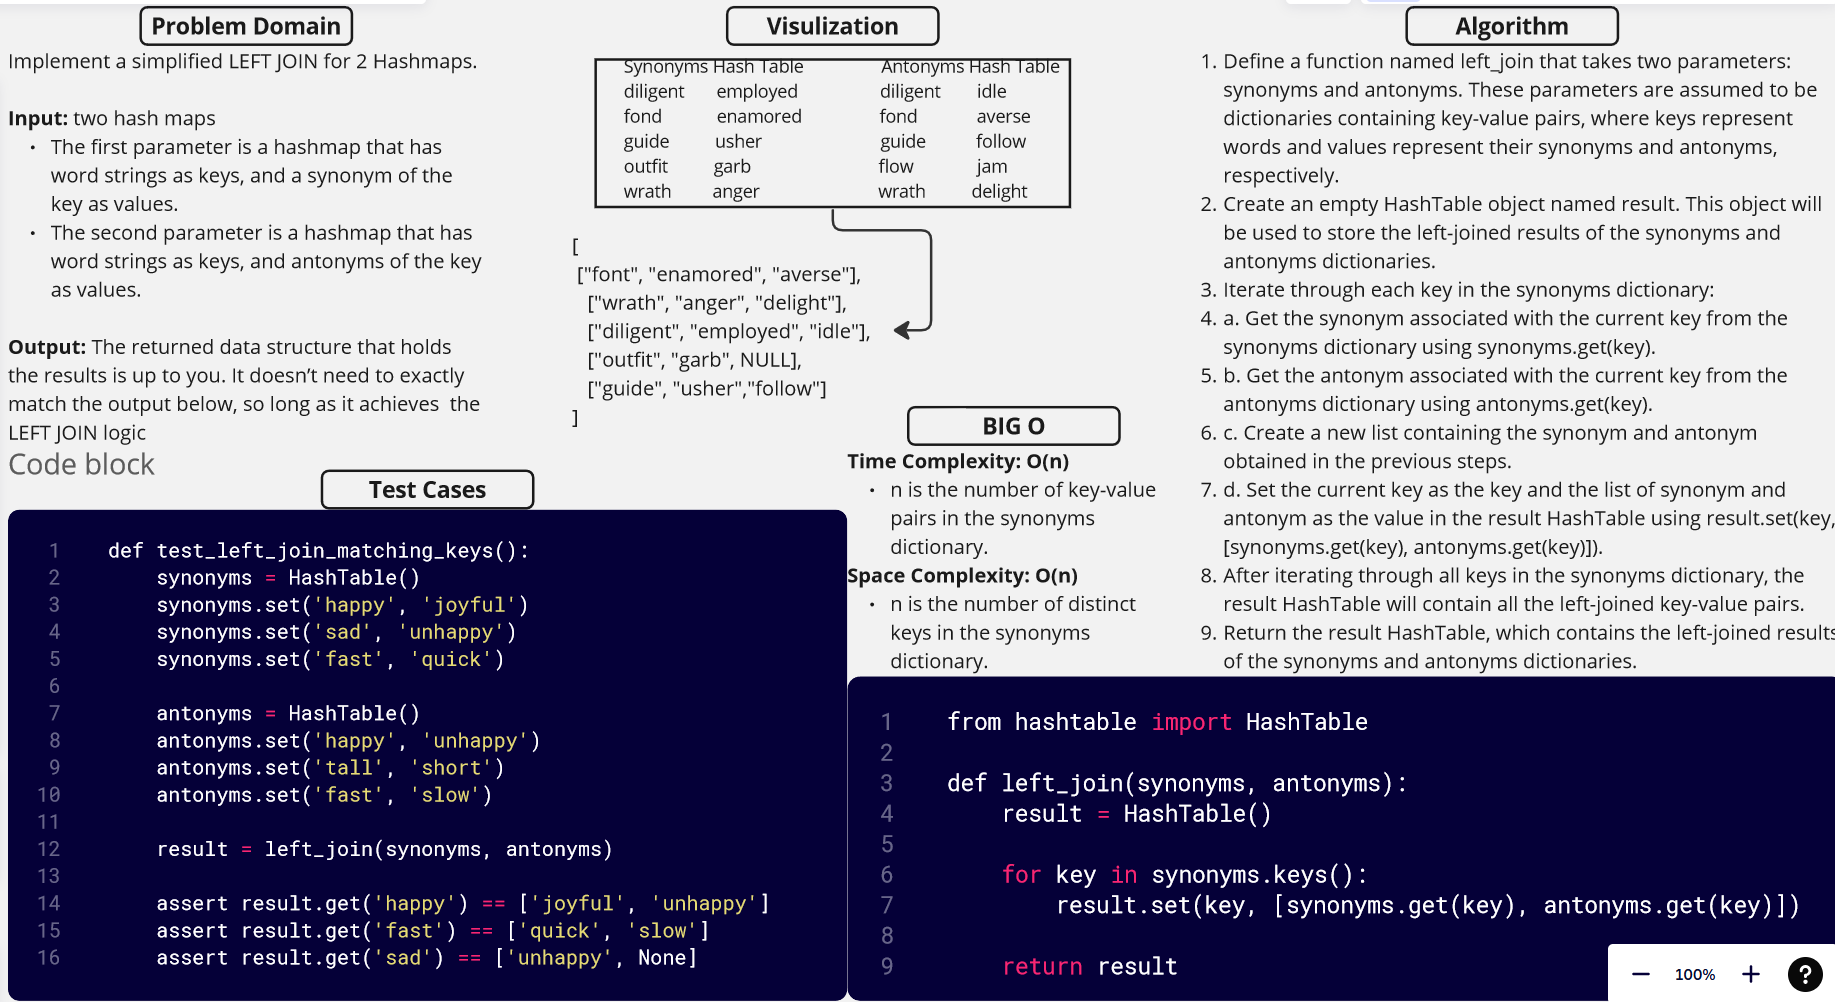 Problem Domain
Implement a simplified LEFT JOIN for 2 Hashmaps.
Input: two hash maps
• The first parameter is a hashmap that has
word strings as keys, and a synonym of the
key as values.
• The second parameter is a hashmap that has
word strings as keys, and antonyms of the key
as values.
Output: The returned data structure that holds
the results is up to you. It doesn’t need to exactly
match the output below, so long as it achieves  the
LEFT JOIN logic
Code block
Test Cases
1 def test_left_join_matching_keys():
2     synonyms = HashTable()
3     synonyms.set('happy', 'joyful')
4     synonyms.set('sad', 'unhappy')
5     synonyms.set('fast', 'quick')
6
7     antonyms = HashTable()
8     antonyms.set('happy', 'unhappy')
9     antonyms.set('tall', 'short')
10     antonyms.set('fast', 'slow')
11
12     result = left_join(synonyms, antonyms)
13
14     assert result.get('happy') == ['joyful', 'unhappy']
15     assert result.get('fast') == ['quick', 'slow']
16     assert result.get('sad') == ['unhappy', None]
Visulization
Synonyms Hash Table Antonyms Hash Table
diligent employed diligent idle
fond enamored fond averse
guide usher guide follow
outfit garb flow jam
wrath anger wrath delight
[
["font", "enamored", "averse"],
["wrath", "anger", "delight"],
["diligent", "employed", "idle"],
["outfit", "garb", NULL],
["guide", "usher","follow"]
]
BIG O
Time Complexity: O(n)
• n is the number of key-value
pairs in the synonyms
dictionary.
Space Complexity: O(n)
• n is the number of distinct
keys in the synonyms
dictionary.
Algorithm
1. Define a function named left_join that takes two parameters:
synonyms and antonyms. These parameters are assumed to be
dictionaries containing key-value pairs, where keys represent
words and values represent their synonyms and antonyms,
respectively.
2. Create an empty HashTable object named result. This object will
be used to store the left-joined results of the synonyms and
antonyms dictionaries.
3. Iterate through each key in the synonyms dictionary:
4. a. Get the synonym associated with the current key from the
synonyms dictionary using synonyms.get(key).
5. b. Get the antonym associated with the current key from the
antonyms dictionary using antonyms.get(key).
6. c. Create a new list containing the synonym and antonym
obtained in the previous steps.
7. d. Set the current key as the key and the list of synonym and
antonym as the value in the result HashTable using result.set(key,
[synonyms.get(key), antonyms.get(key)]).
8. After iterating through all keys in the synonyms dictionary, the
result HashTable will contain all the left-joined key-value pairs.
9. Return the result HashTable, which contains the left-joined results
of the synonyms and antonyms dictionaries.
1 from hashtable import HashTable
2
3 def left_join(synonyms, antonyms):
4     result = HashTable()
5
6     for key in synonyms.keys():
7         result.set(key, [synonyms.get(key), antonyms.get(key)])
8
9     return result
− 100% + ?